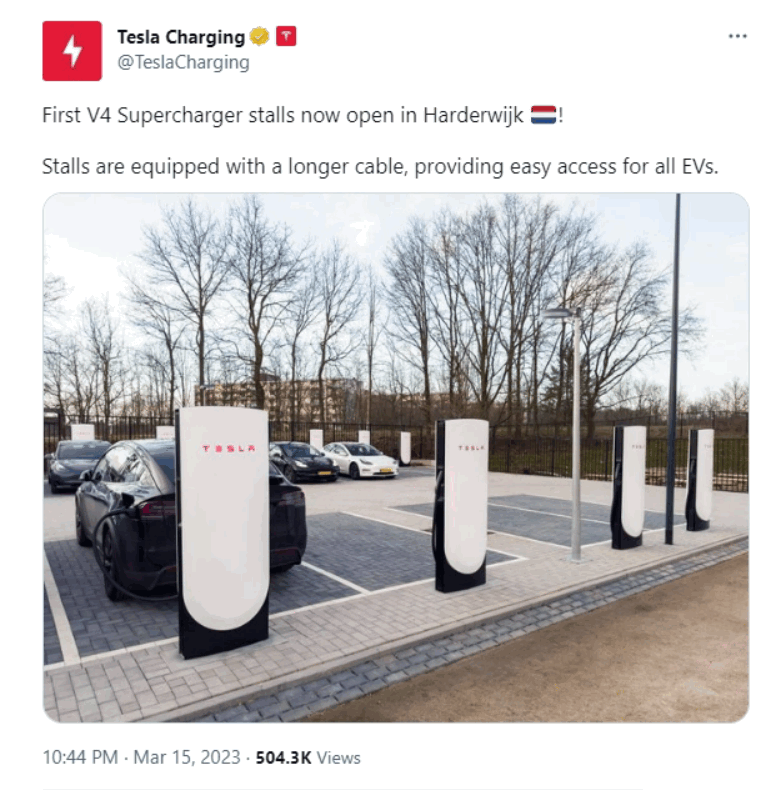 Tesla Charging
@TeslaCharging
First V4 Supercharger stalls now open in Harderwijk 🇳🇱!
Stalls are equipped with a longer cable, providing easy access for all EVs.
TESLA
TESLA
10:44 PM · Mar 15, 2023 · 504.3K Views